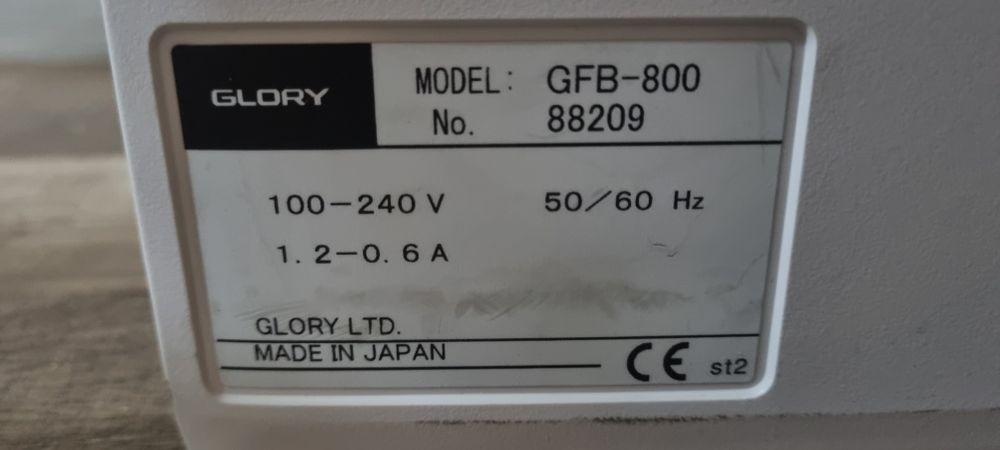 GLORY
MODEL: GFB-800
No. 88209
100-240 V 50/60 Hz
1.2-0.6 A
GLORY LTD.
MADE IN JAPAN
CE st2